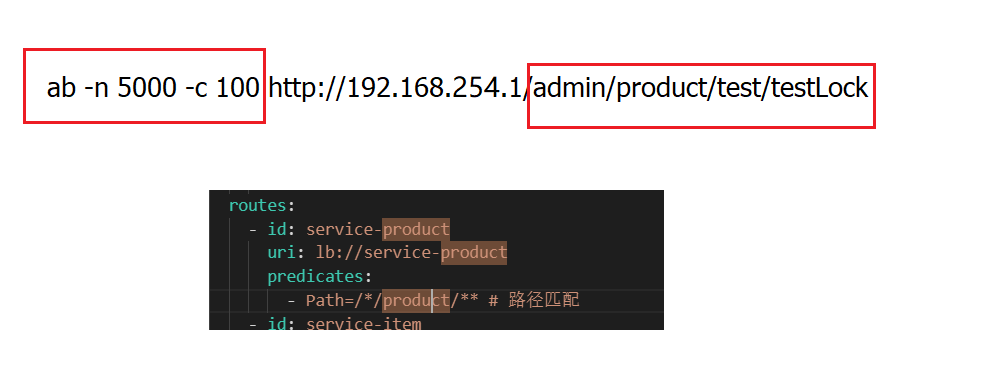 ab -n 5000 -c 100 http://192.168.254.1/admin/product/test/testLock
routes:
- id: service-product
uri: lb://service-product
predicates:
- Path=/*/product/** # 路径匹配
- id: service-item